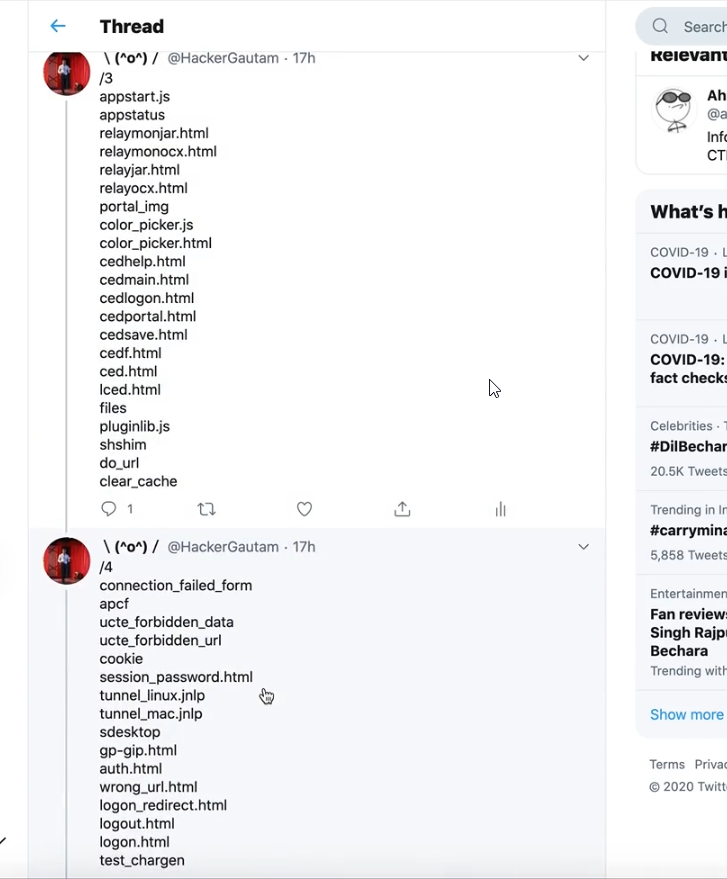 Thread
\ (^o^) / @HackerGautam · 17h
/3
appstart.js
appstatus
relaymonjar.html
relaymonocx.html
relayjar.html
relayocx.html
portal_img
color_picker.js
color_picker.html
cedhelp.html
cedmain.html
cedlogon.html
cedportal.html
cedsave.html
cedf.html
ced.html
lced.html
files
pluginlib.js
shshim
do_url
clear_cache
1
\ (^o^) / @HackerGautam · 17h
/4
connection_failed_form
apcf
ucte_forbidden_data
ucte_forbidden_url
cookie
session_password.html
tunnel_linux.jnlp
tunnel_mac.jnlp
sdesktop
gp-gip.html
auth.html
wrong_url.html
logon_redirect.html
logout.html
logon.html
test_chargen
Search
Relevant
Ah
@a
Info
CT
What's h
COVID-19 · L
COVID-19 i
COVID-19 · L
COVID-19:
fact checks
Celebrities · T
#DilBechar
20.5K Tweets
Trending in In
#carrymina
5,858 Tweets
Entertainmen
Fan reviews
Singh Rajpu
Bechara
Trending with
Show more
Terms Privac
© 2020 Twitt